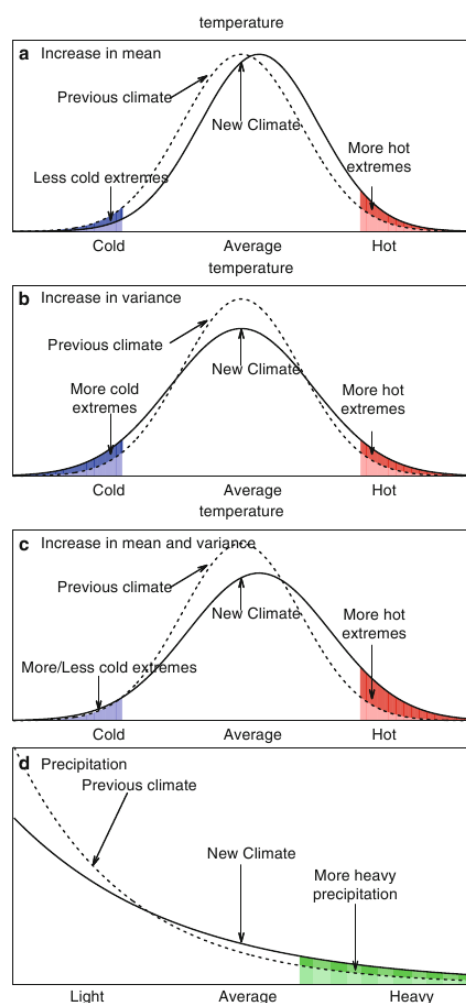 temperature
a Increase in mean
Previous climate
New Climate
More hot
extremes
Less cold extremes
Cold Average Hot
temperature
b Increase in variance
Previous climate
New Climate
More cold
extremes
More hot
extremes
Cold Average Hot
temperature
c Increase in mean and variance
Previous climate
New Climate
More hot
extremes
More/Less cold extremes
Cold Average Hot
d Precipitation
Previous climate
New Climate
More heavy
precipitation
Light Average Heavy